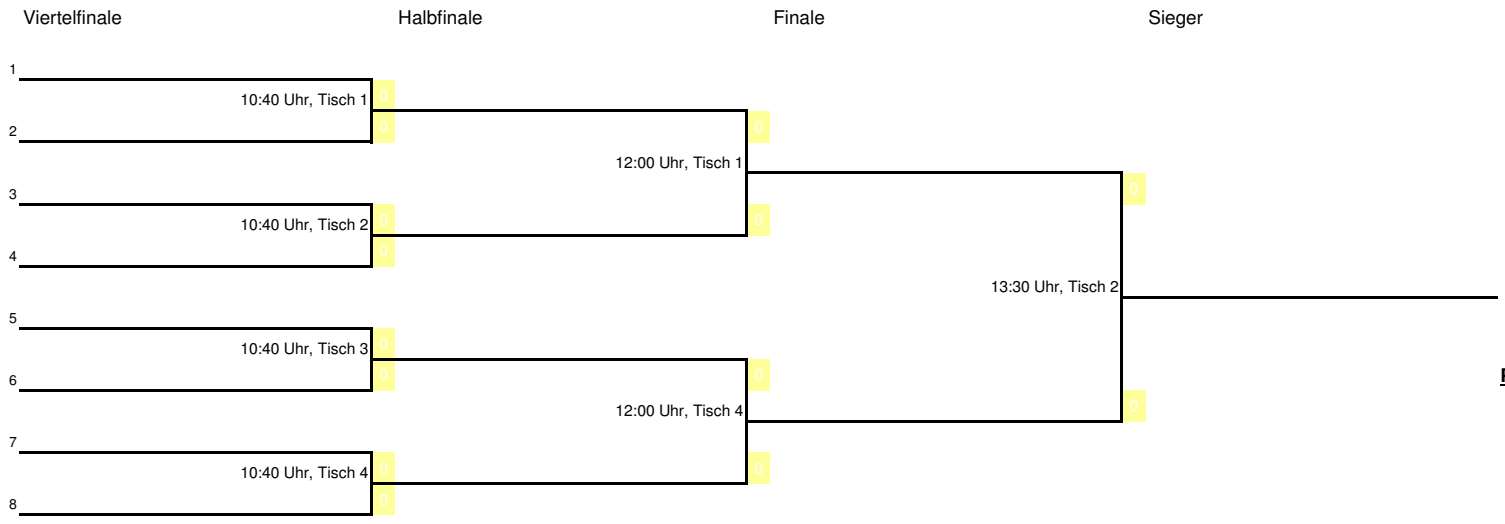 Viertelfinale Halbfinale Finale Sieger
1
10:40 Uhr, Tisch 1 0
2 0
0
12:00 Uhr, Tisch 1
3
0
10:40 Uhr, Tisch 2 0 0
4 0
13:30 Uhr, Tisch 2
5
10:40 Uhr, Tisch 3 0
6 0 0
12:00 Uhr, Tisch 4 0
7
10:40 Uhr, Tisch 4 0 0
8 0